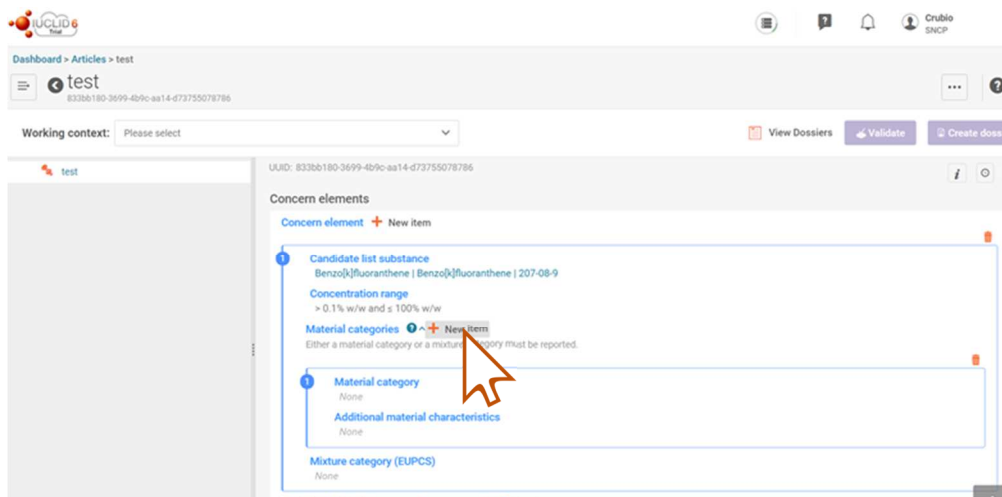 IUCLID 6
Trial
Crubio
SNCP
Dashboard > Articles > test
test
833bb180-3699-4b9c-aa14-d73755078786
Working context: Please select
View Dossiers
Validate
Create doss
test
UUID: 833bb180-3699-4b9c-aa14-d73755078786
Concern elements
Concern element + New item
1 Candidate list substance
Benzo[k]fluoranthene | Benzo[k]fluoranthene | 207-08-9
Concentration range
> 0.1% w/w and ≤ 100% w/w
Material categories ? + New item
Either a material category or a mixture category must be reported.
1 Material category
None
Additional material characteristics
None
Mixture category (EUPCS)
None